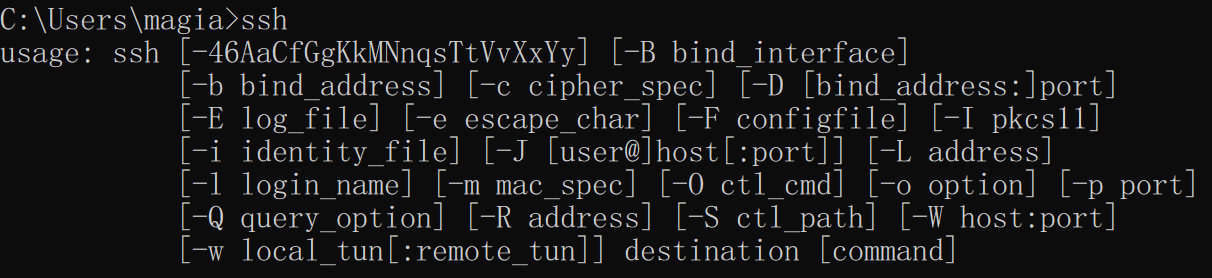 C:\Users\magia>ssh
usage: ssh [-46AaCfGgKkMNnqsTtVvXxYy] [-B bind_interface]
           [-b bind_address] [-c cipher_spec] [-D [bind_address:]port]
           [-E log_file] [-e escape_char] [-F configfile] [-I pkcs11]
           [-i identity_file] [-J [user@]host[:port]] [-L address]
           [-l login_name] [-m mac_spec] [-O ctl_cmd] [-o option] [-p port]
           [-Q query_option] [-R address] [-S ctl_path] [-W host:port]
           [-w local_tun[:remote_tun]] destination [command]